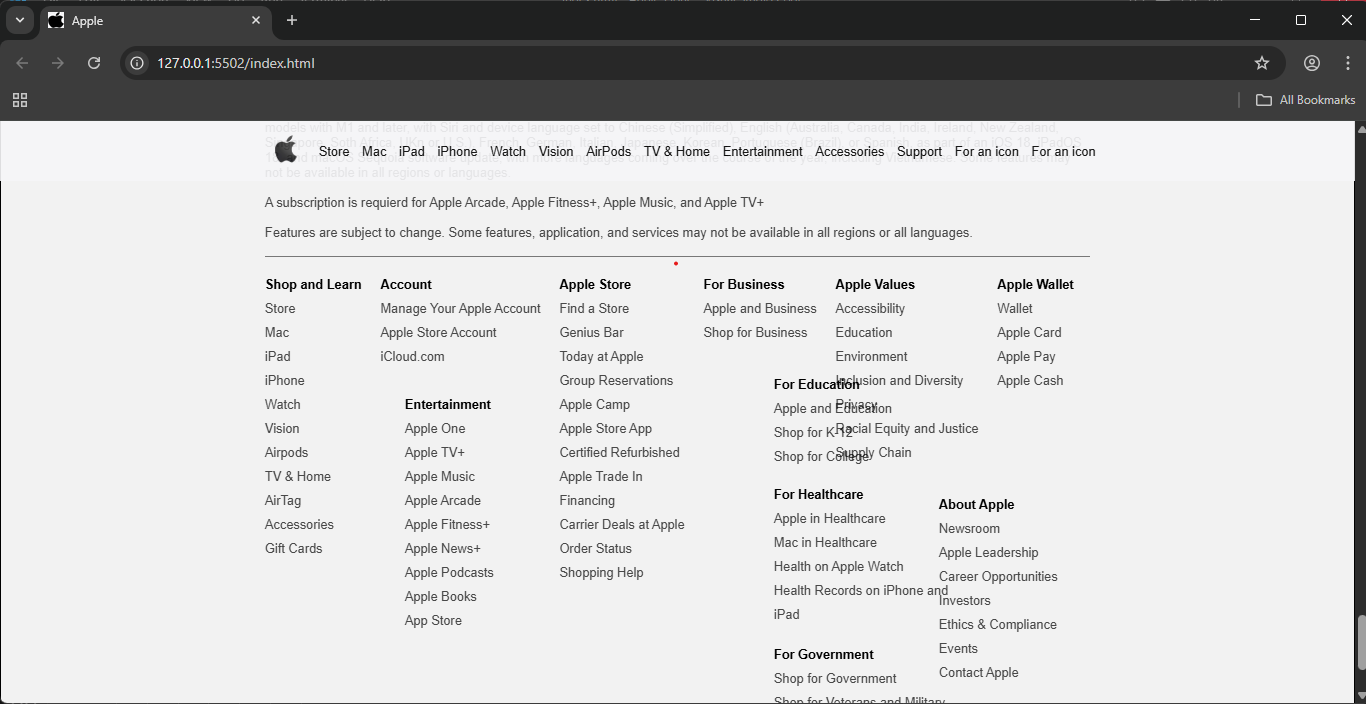 Apple
127.0.0.1:5502/index.html
All Bookmarks
models with M1 and later, with Siri and device language set to Chinese (Simplified), English (Australia, Canada, India, Ireland, New Zealand,
Store Mac iPad iPhone Watch Vision AirPods TV & Home Entertainment Accessories Support For an icon For an icon
not be available in all regions or languages.
A subscription is requierd for Apple Arcade, Apple Fitness+, Apple Music, and Apple TV+
Features are subject to change. Some features, application, and services may not be available in all regions or all languages.
Shop and Learn
Store
Mac
iPad
iPhone
Watch
Vision
Airpods
TV & Home
AirTag
Accessories
Gift Cards
Account
Manage Your Apple Account
Apple Store Account
iCloud.com
Entertainment
Apple One
Apple TV+
Apple Music
Apple Arcade
Apple Fitness+
Apple News+
Apple Podcasts
Apple Books
App Store
Apple Store
Find a Store
Genius Bar
Today at Apple
Group Reservations
Apple Camp
Apple Store App
Certified Refurbished
Apple Trade In
Financing
Carrier Deals at Apple
Order Status
Shopping Help
For Business
Apple and Business
Shop for Business
For Education
Apple and Education
Shop for K-12
Shop for College
For Healthcare
Apple in Healthcare
Mac in Healthcare
Health on Apple Watch
Health Records on iPhone and
iPad
For Government
Shop for Government
Shop for Veterans and Military
Apple Values
Accessibility
Education
Environment
Inclusion and Diversity
Privacy
Racial Equity and Justice
Supply Chain
About Apple
Newsroom
Apple Leadership
Career Opportunities
Investors
Ethics & Compliance
Events
Contact Apple
Apple Wallet
Wallet
Apple Card
Apple Pay
Apple Cash